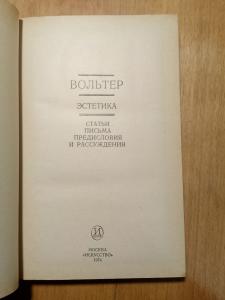 ВОЛЬТЕР
ЭСТЕТИКА
СТАТЬИ
ПИСЬМА
ПРЕДИСЛОВИЯ
И РАССУЖДЕНИЯ
МОСКВА
«ИСКУССТВО»
1974